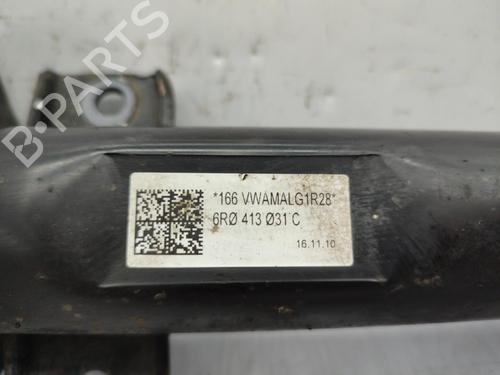 B-PARTS
*166 VWAMALG1R28*
6RØ 413 Ø31 C
16.11.10